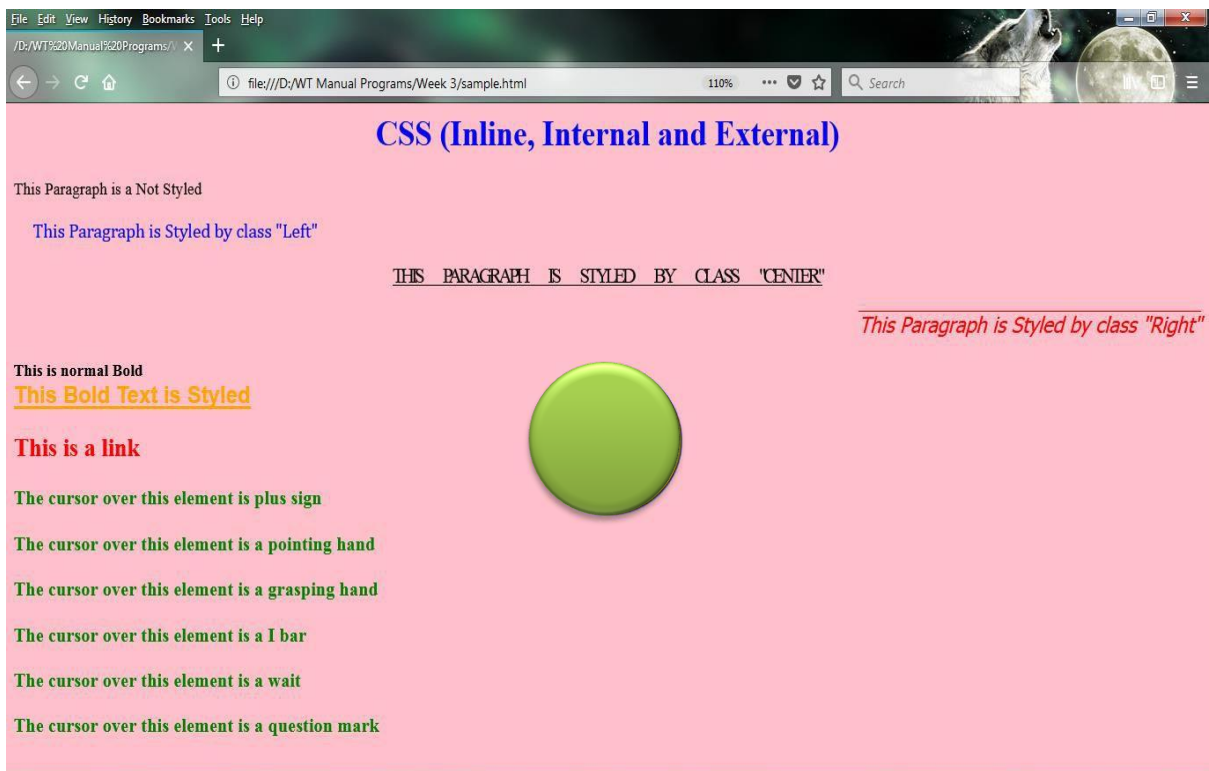 File Edit View History Bookmarks Tools Help
/D:/WT%20Manual%20Programs/
file:///D:/WT Manual Programs/Week 3/sample.html 110% Search
CSS (Inline, Internal and External)
This Paragraph is a Not Styled
This Paragraph is Styled by class "Left"
THIS PARAGRAPH IS STYLED BY CLASS "CENTER"
This Paragraph is Styled by class "Right"
This is normal Bold
This Bold Text is Styled
This is a link
The cursor over this element is plus sign
The cursor over this element is a pointing hand
The cursor over this element is a grasping hand
The cursor over this element is a I bar
The cursor over this element is a wait
The cursor over this element is a question mark